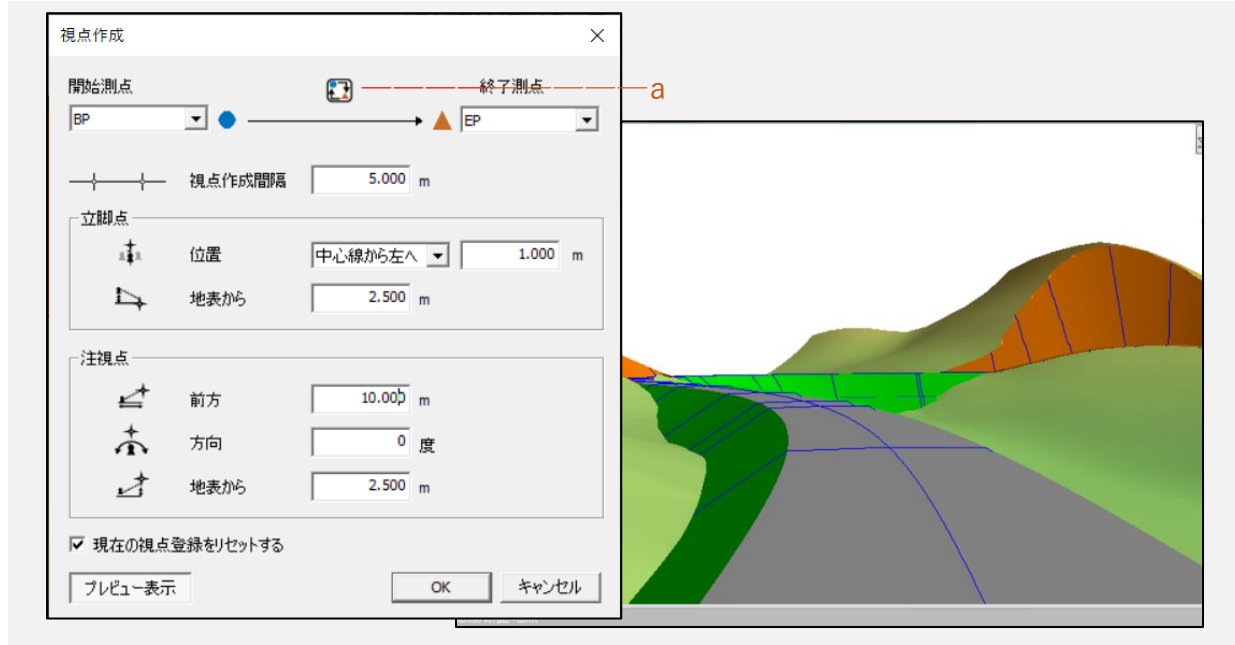 視点作成
開始測点
終了測点
a
BP
EP
視点作成間隔 5.000 m
立脚点
位置 中心線から左へ 1.000 m
地表から 2.500 m
注視点
前方 10.000 m
方向 0 度
地表から 2.500 m
現在の視点登録をリセットする
プレビュー表示 OK キャンセル